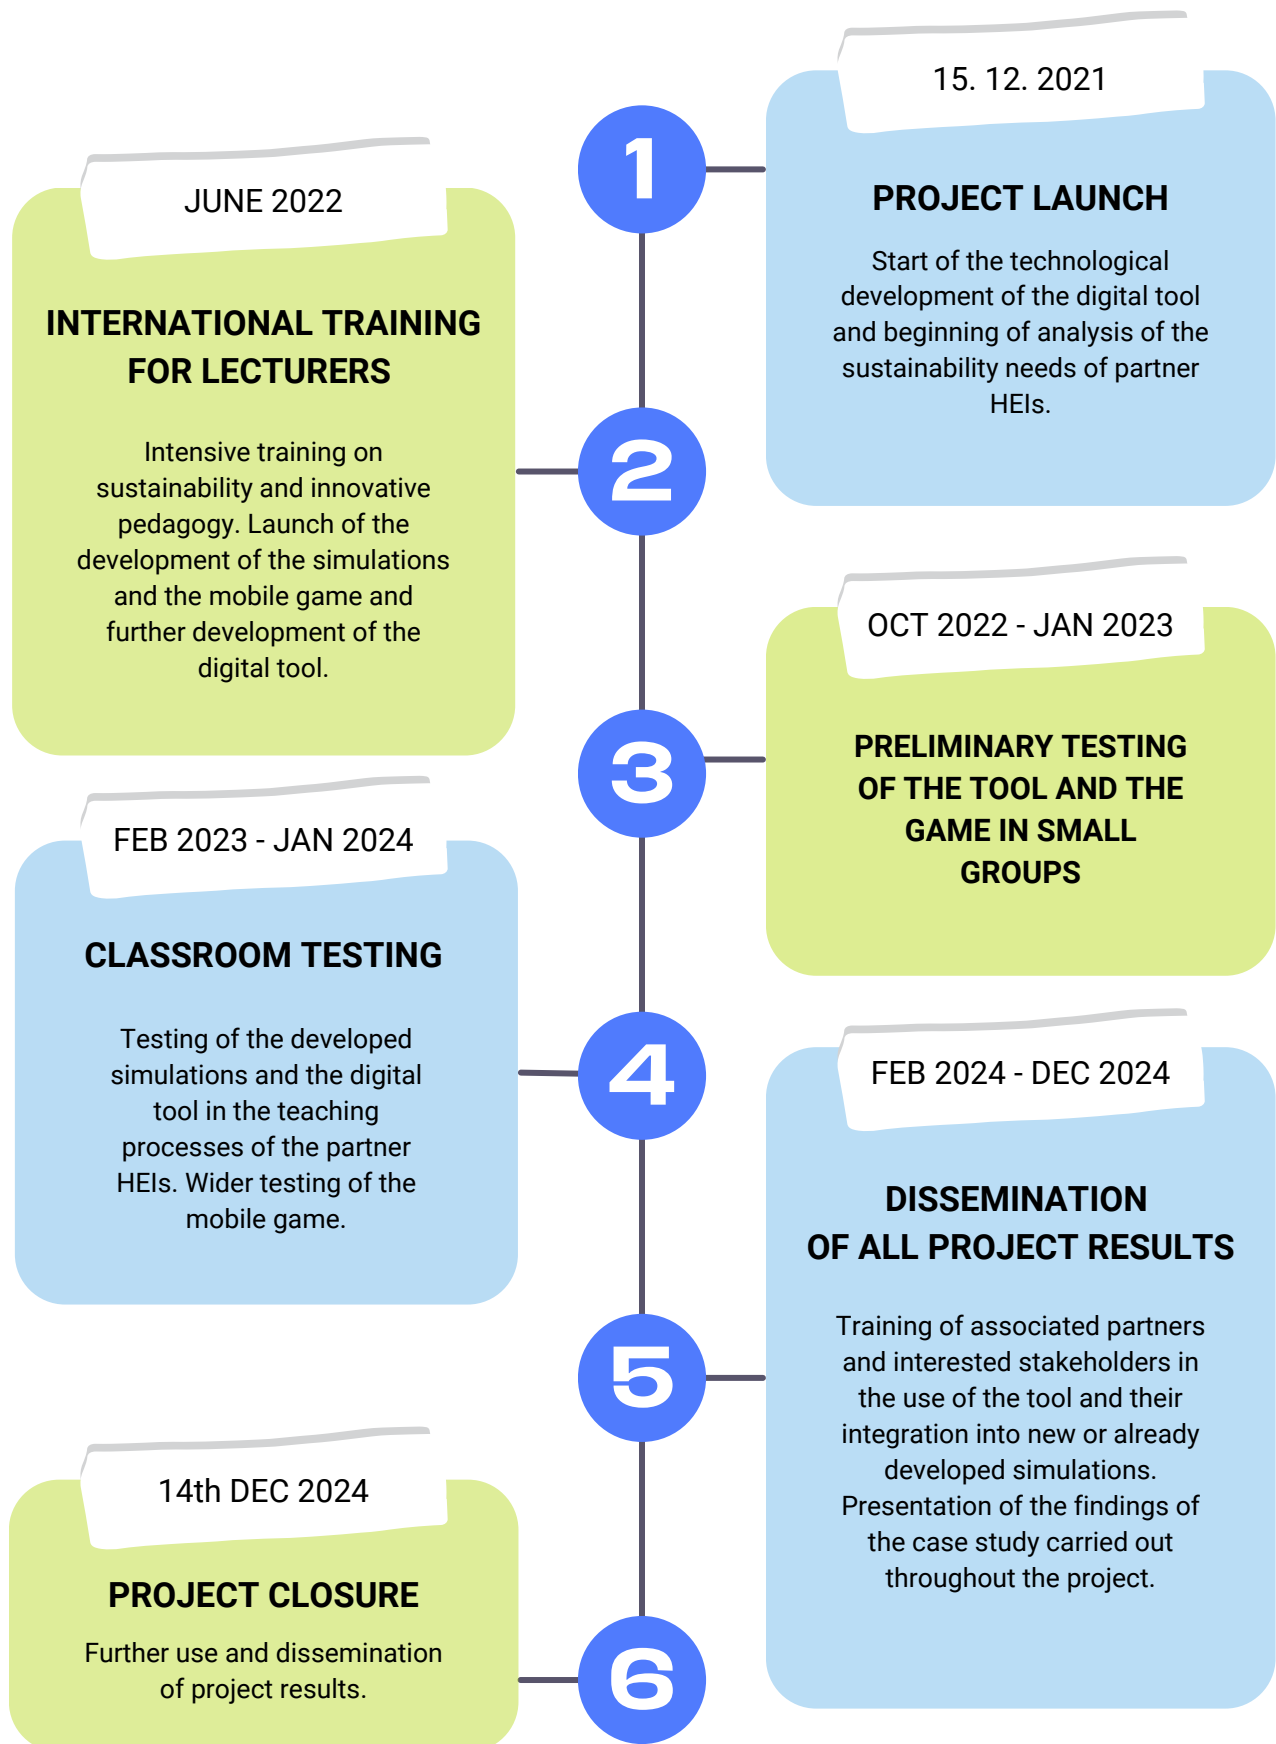 1
15. 12. 2021
PROJECT LAUNCH
Start of the technological
development of the digital tool
and beginning of analysis of the
sustainability needs of partner
HEIs.
2
JUNE 2022
INTERNATIONAL TRAINING
FOR LECTURERS
Intensive training on
sustainability and innovative
pedagogy. Launch of the
development of the simulations
and the mobile game and
further development of the
digital tool.
3
OCT 2022 - JAN 2023
PRELIMINARY TESTING
OF THE TOOL AND THE
GAME IN SMALL
GROUPS
4
FEB 2023 - JAN 2024
CLASSROOM TESTING
Testing of the developed
simulations and the digital
tool in the teaching
processes of the partner
HEIs. Wider testing of the
mobile game.
5
FEB 2024 - DEC 2024
DISSEMINATION
OF ALL PROJECT RESULTS
Training of associated partners
and interested stakeholders in
the use of the tool and their
integration into new or already
developed simulations.
Presentation of the findings of
the case study carried out
throughout the project.
6
14th DEC 2024
PROJECT CLOSURE
Further use and dissemination
of project results.